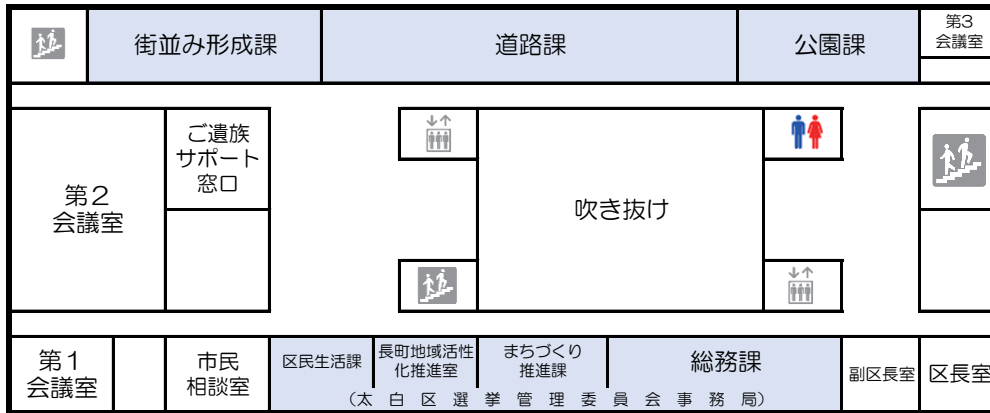 街並み形成課
道路課
公園課
第3
会議室
ご遺族
サポート
窓口
第2
会議室
吹き抜け
第1
会議室
市民
相談室
区民生活課
長町地域活性
化推進室
まちづくり
推進課
総務課
(太白区選挙管理委員会事務局)
副区長室
区長室